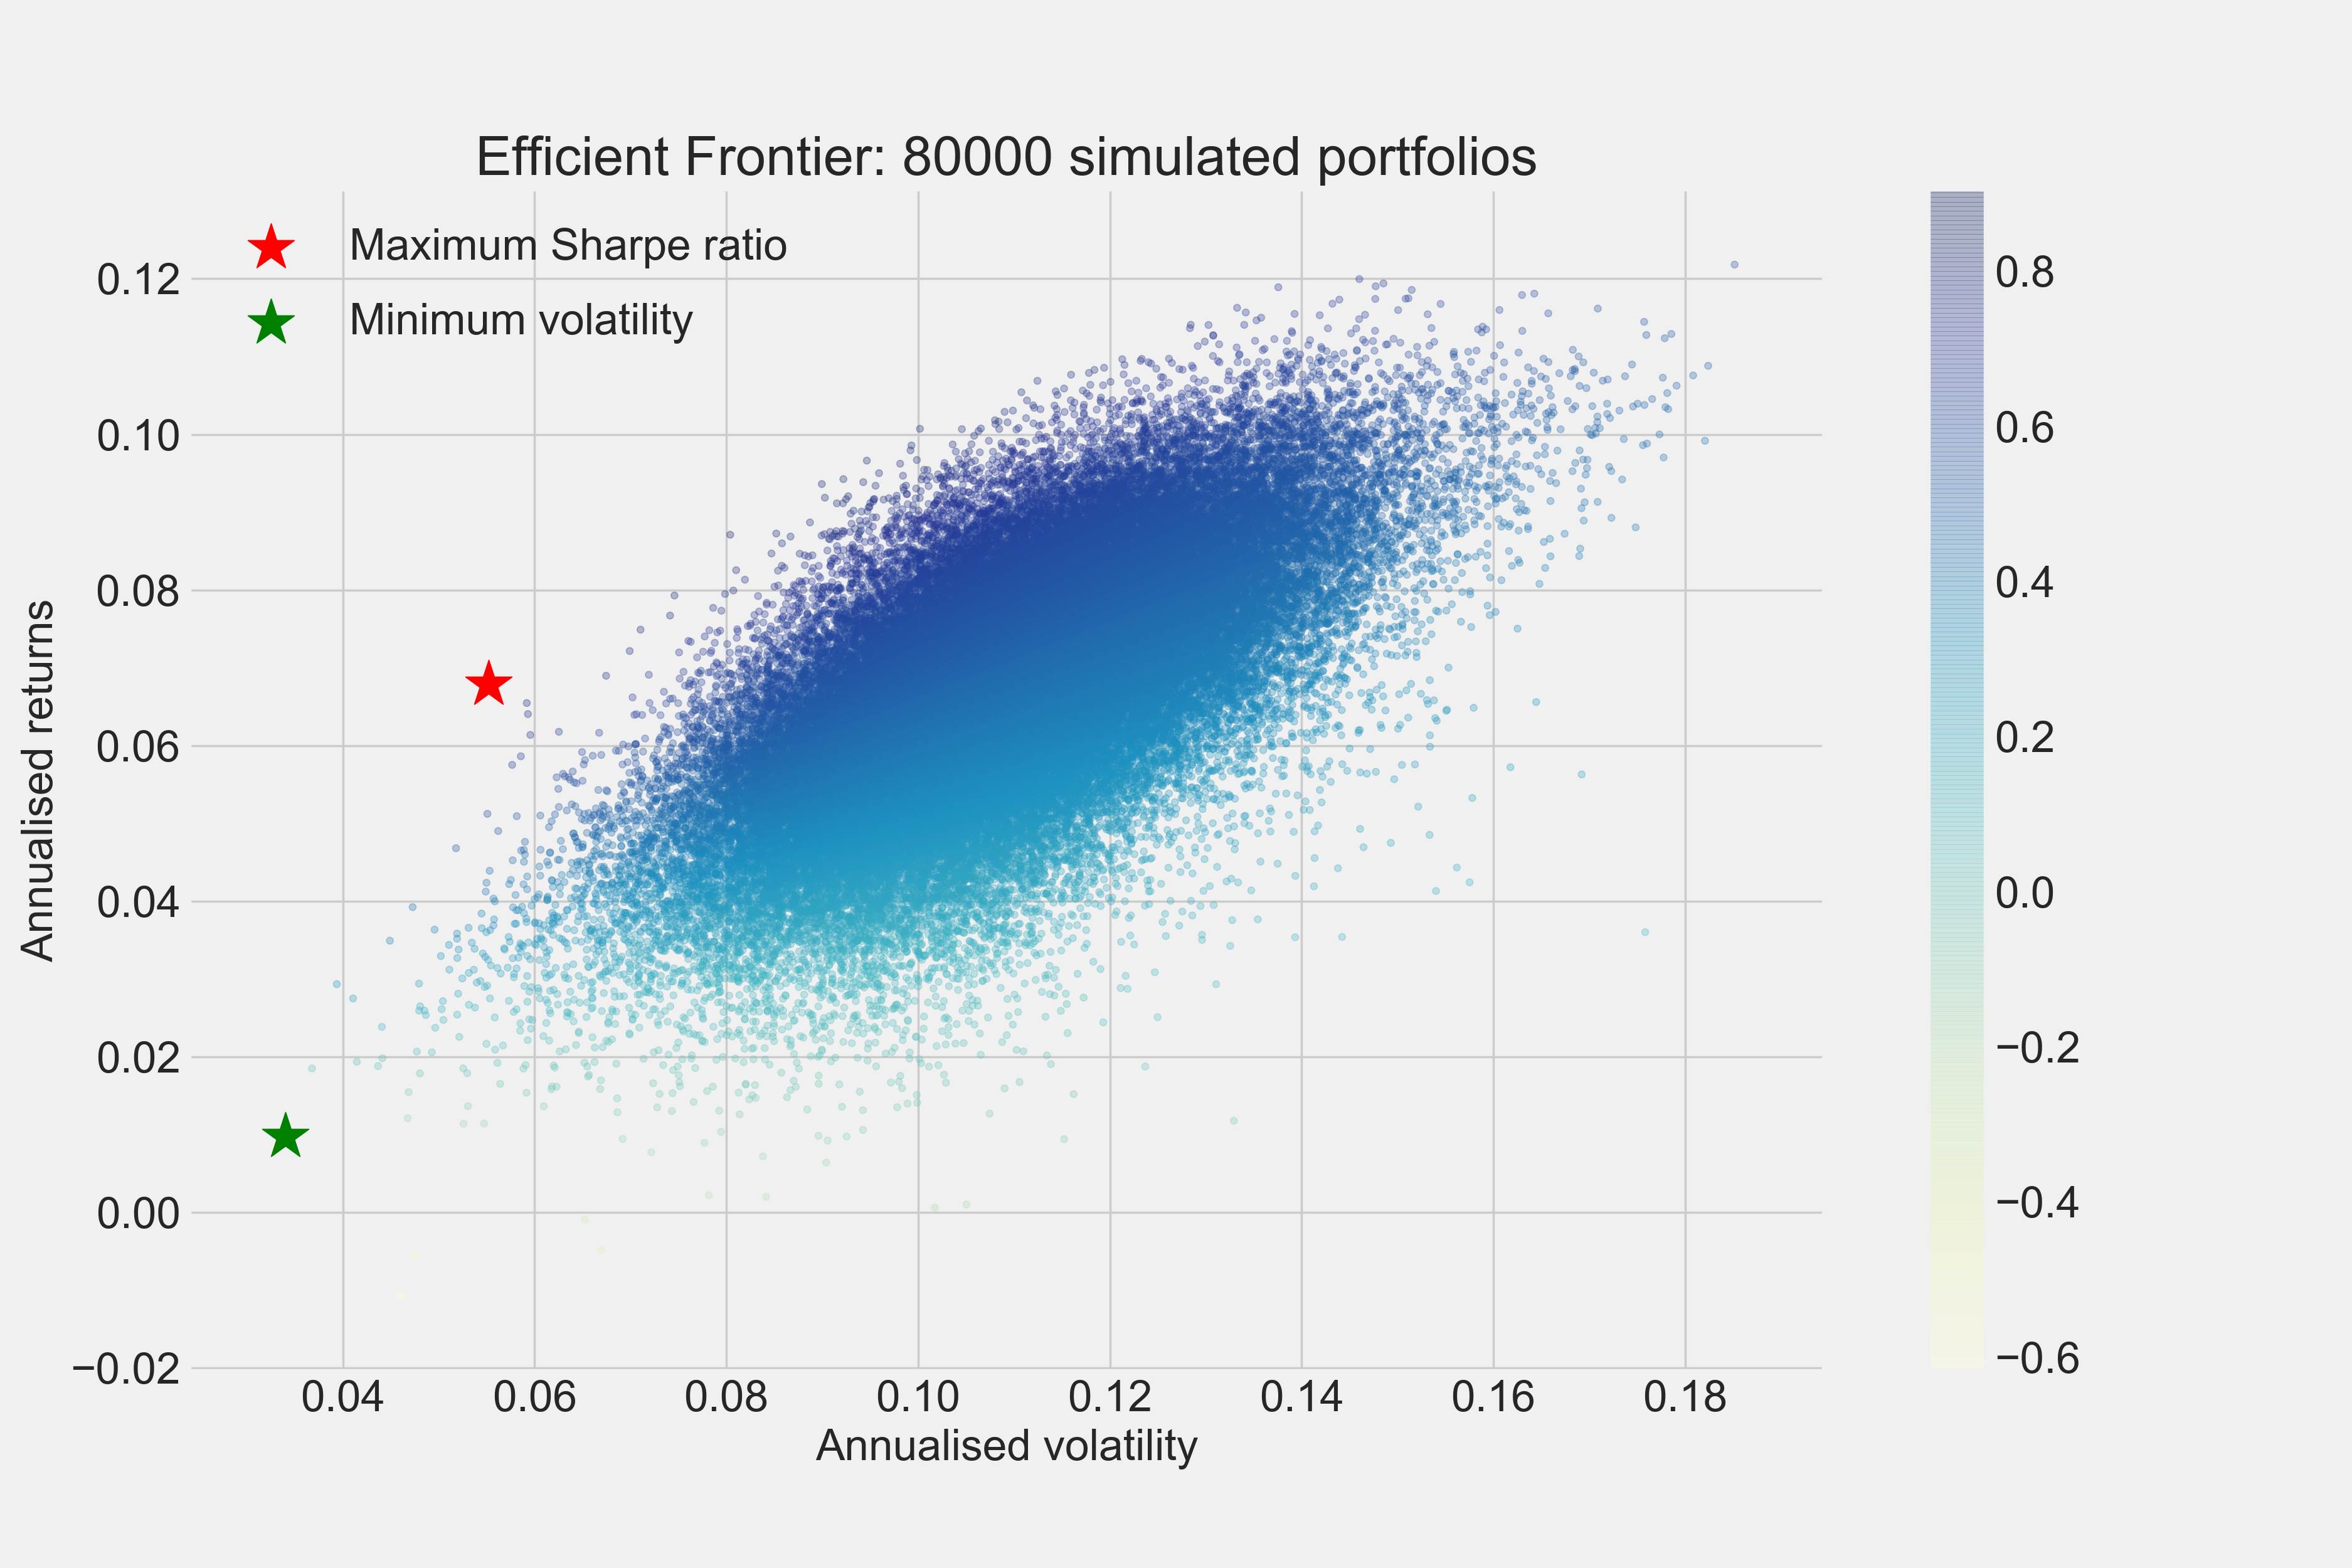 Efficient Frontier: 80000 simulated portfolios
Maximum Sharpe ratio
Minimum volatility
Annualised returns
0.12
0.10
0.08
0.06
0.04
0.02
0.00
−0.02
0.04 0.06 0.08 0.10 0.12 0.14 0.16 0.18
Annualised volatility
0.8
0.6
0.4
0.2
0.0
−0.2
−0.4
−0.6